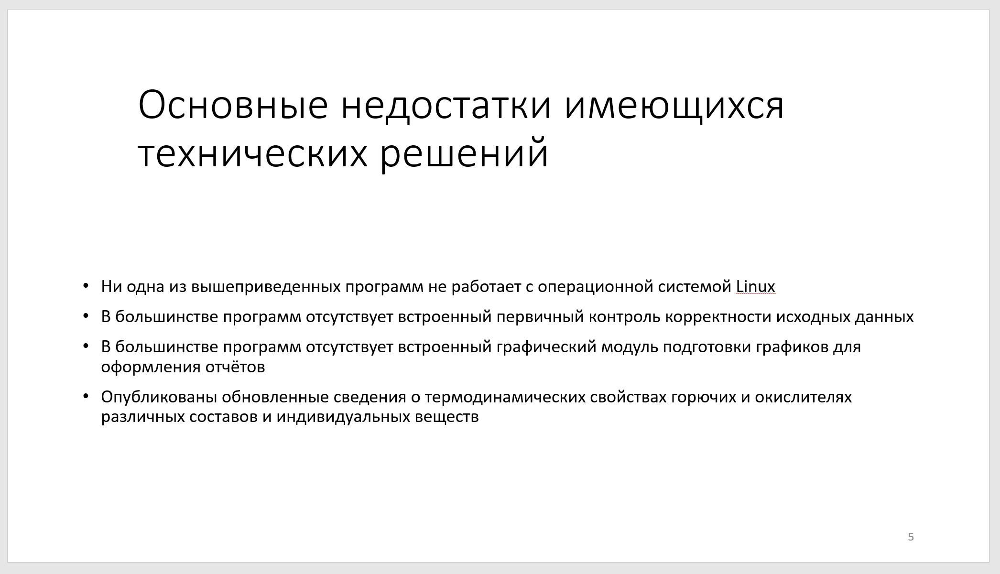 Основные недостатки имеющихся
технических решений
• Ни одна из вышеприведенных программ не работает с операционной системой Linux
• В большинстве программ отсутствует встроенный первичный контроль корректности исходных данных
• В большинстве программ отсутствует встроенный графический модуль подготовки графиков для
оформления отчётов
• Опубликованы обновленные сведения о термодинамических свойствах горючих и окислителях
различных составов и индивидуальных веществ
5